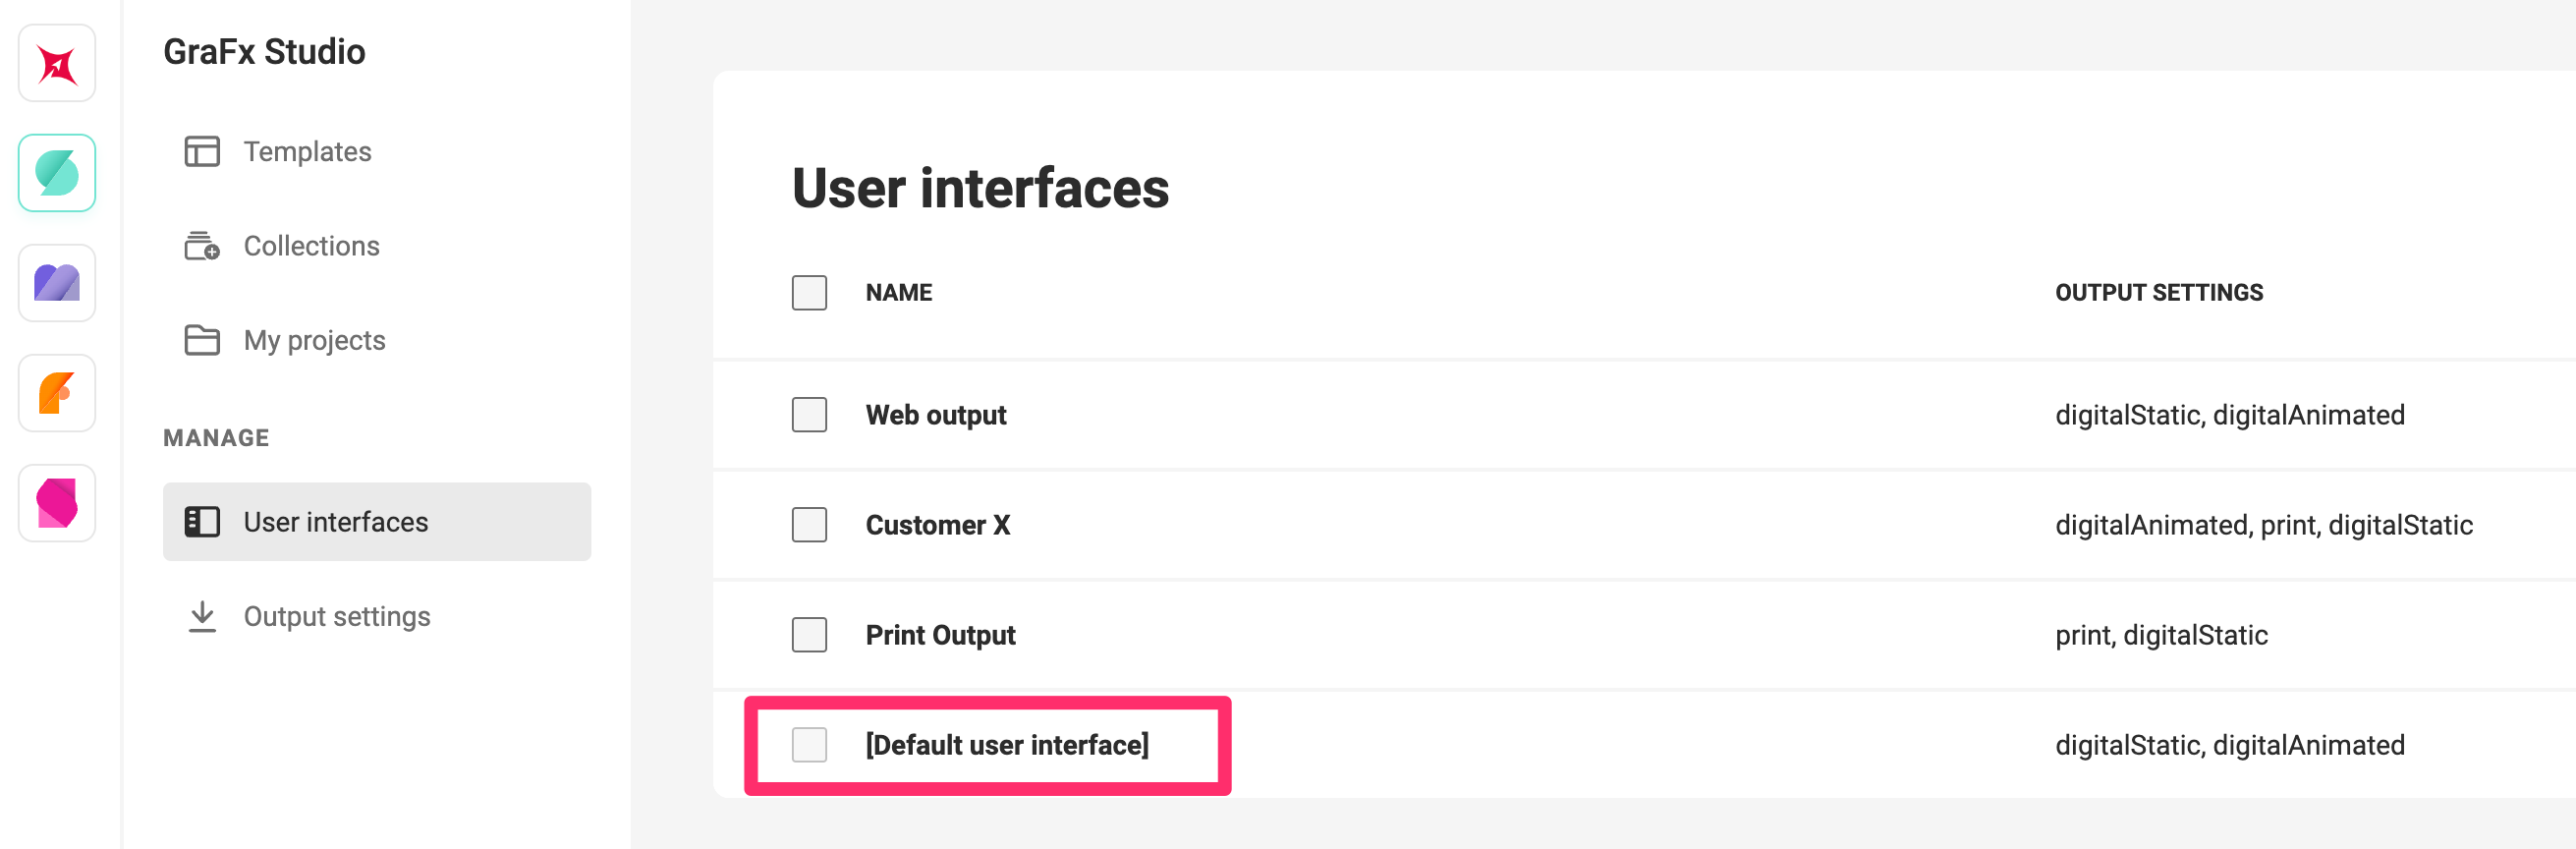 GraFx Studio
Templates
Collections
My projects
MANAGE
User interfaces
Output settings
User interfaces
NAME OUTPUT SETTINGS
Web output digitalStatic, digitalAnimated
Customer X digitalAnimated, print, digitalStatic
Print Output print, digitalStatic
[Default user interface] digitalStatic, digitalAnimated